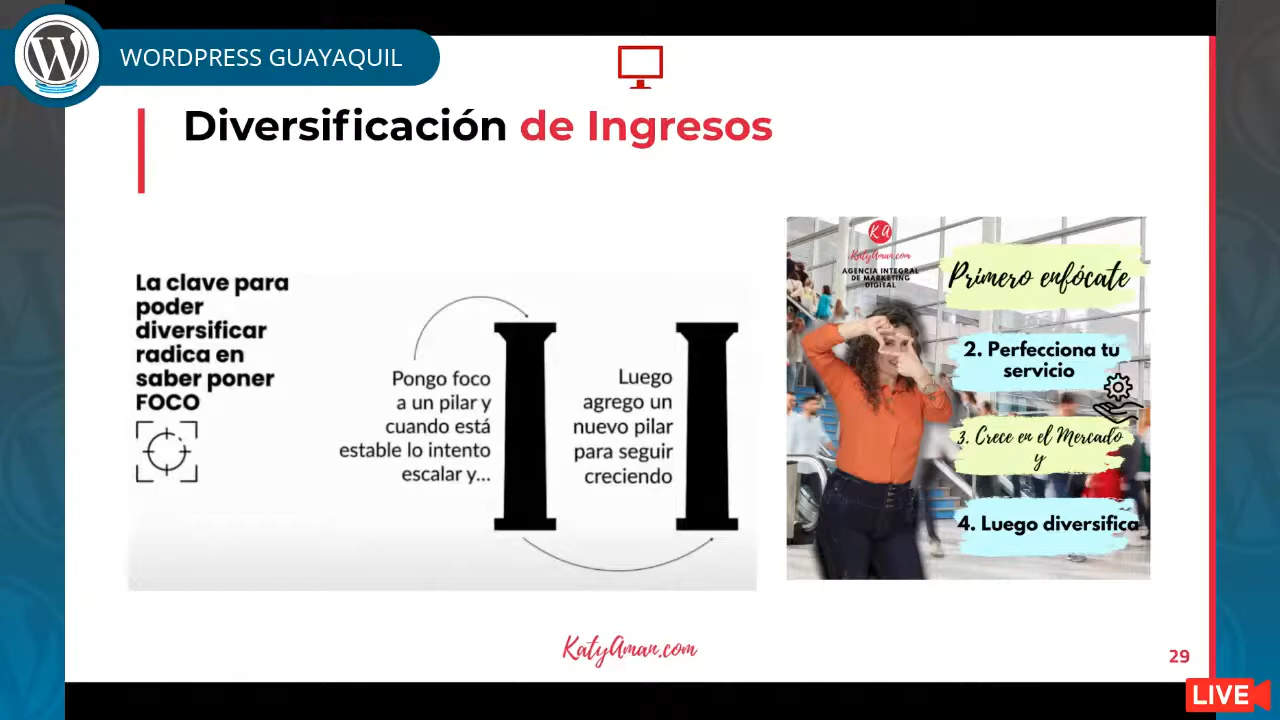 WORDPRESS GUAYAQUIL
Diversificación de Ingresos
La clave para
poder
diversificar
radica en
saber poner
FOCO
Pongo foco
a un pilar y
cuando está
estable lo intento
escalar y...
Luego
agrego un
nuevo pilar
para seguir
creciendo
KA
KatyAman.com
AGENCIA INTEGRAL
DE MARKETING
DIGITAL
Primero enfócate
2. Perfecciona tu
servicio
3. Crece en el Mercado
y
4. Luego diversifica
KatyAman.com
29
LIVE